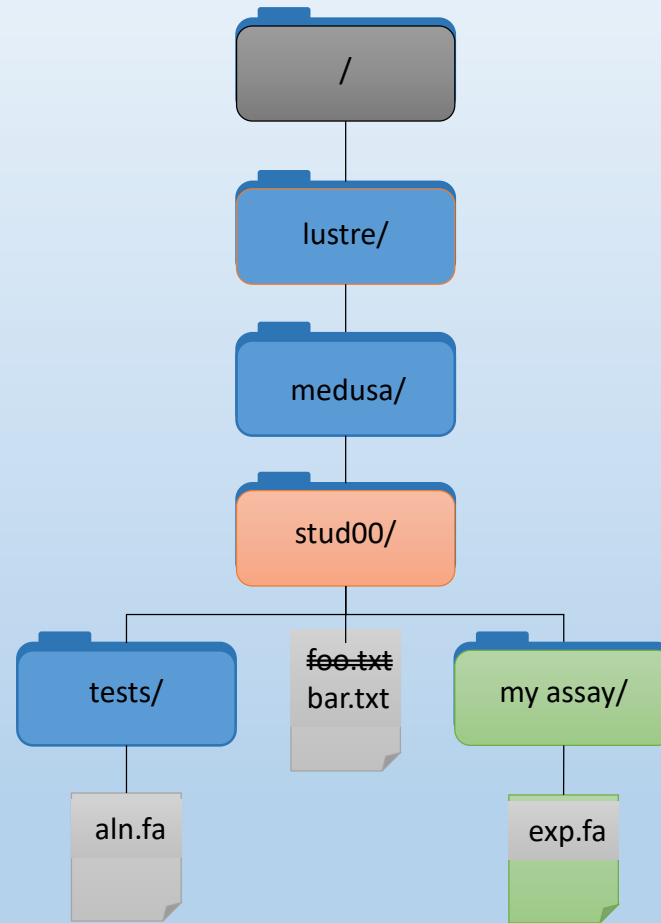 /
lustre/
medusa/
stud00/
tests/
foo.txt
bar.txt
my assay/
aln.fa
exp.fa